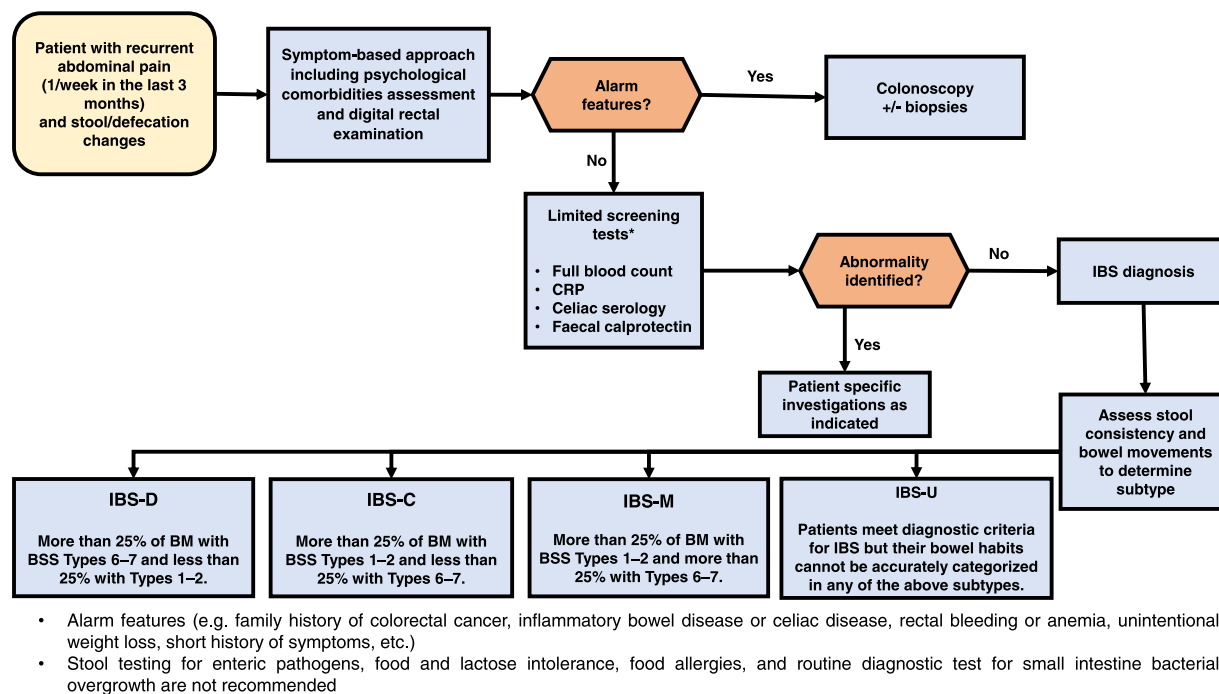 Patient with recurrent
abdominal pain
(1/week in the last 3
months)
and stool/defecation
changes
Symptom-based approach
including psychological
comorbidities assessment
and digital rectal
examination
Alarm
features?
Yes
Colonoscopy
+/- biopsies
No
Limited screening
tests*
• Full blood count
• CRP
• Celiac serology
• Faecal calprotectin
Abnormality
identified?
No
IBS diagnosis
Yes
Patient specific
investigations as
indicated
Assess stool
consistency and
bowel movements
to determine
subtype
IBS-D
More than 25% of BM with
BSS Types 6–7 and less than
25% with Types 1–2.
IBS-C
More than 25% of BM with
BSS Types 1–2 and less than
25% with Types 6–7.
IBS-M
More than 25% of BM with
BSS Types 1–2 and more than
25% with Types 6–7.
IBS-U
Patients meet diagnostic criteria
for IBS but their bowel habits
cannot be accurately categorized
in any of the above subtypes.
• Alarm features (e.g. family history of colorectal cancer, inflammatory bowel disease or celiac disease, rectal bleeding or anemia, unintentional
weight loss, short history of symptoms, etc.)
• Stool testing for enteric pathogens, food and lactose intolerance, food allergies, and routine diagnostic test for small intestine bacterial
overgrowth are not recommended